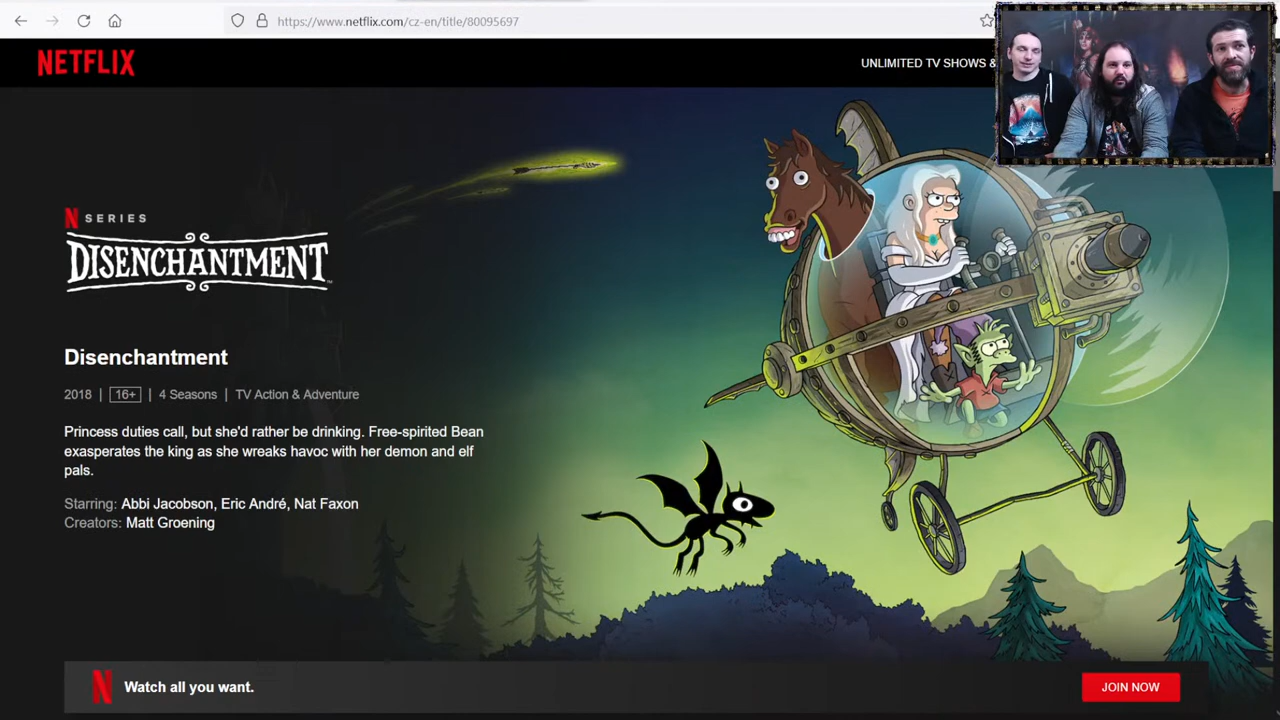 https://www.netflix.com/cz-en/title/80095697
NETFLIX
UNLIMITED TV SHOWS &
N SERIES
DISENCHANTMENT
Disenchantment
2018 | 16+ | 4 Seasons | TV Action & Adventure
Princess duties call, but she'd rather be drinking. Free-spirited Bean
exasperates the king as she wreaks havoc with her demon and elf
pals.
Starring: Abbi Jacobson, Eric André, Nat Faxon
Creators: Matt Groening
N Watch all you want.
JOIN NOW